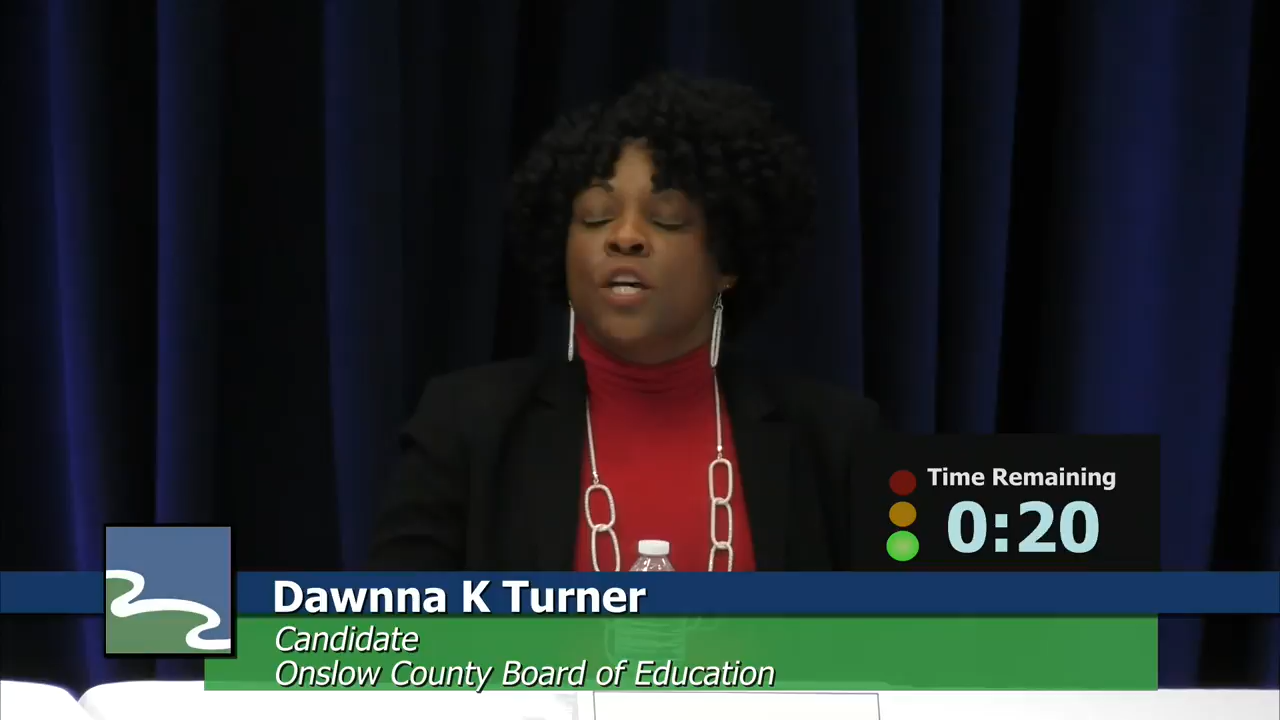 Time Remaining
0:20
Dawnna K Turner
Candidate
Onslow County Board of Education